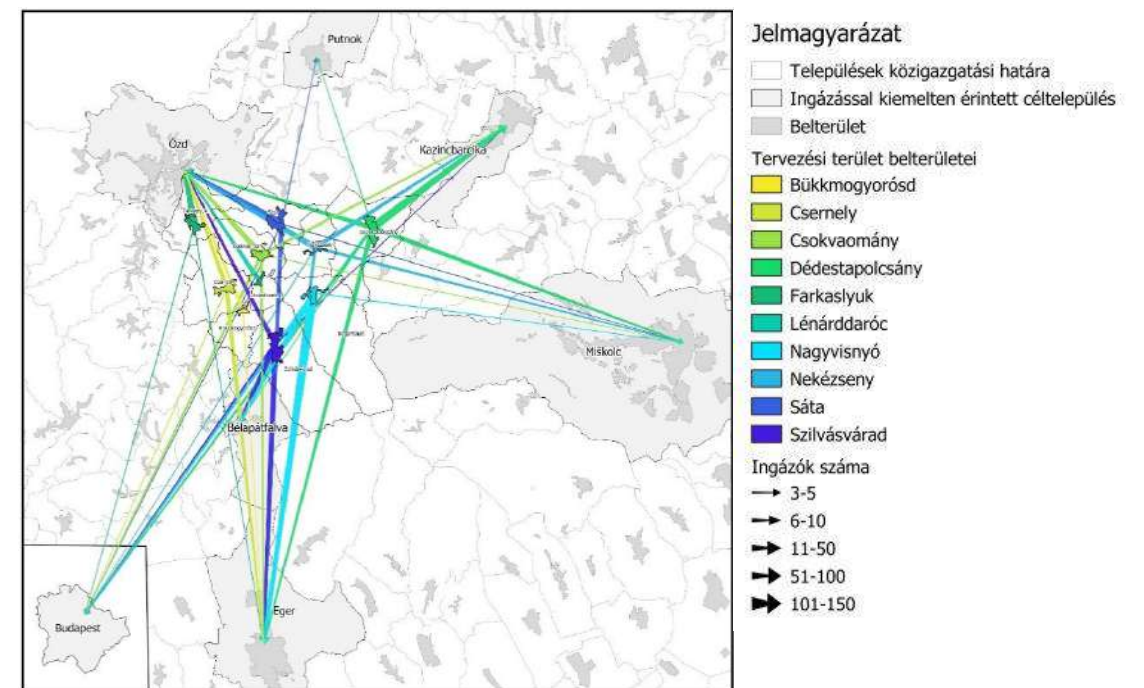 Putnok
Ózd
Kazincbarcika
Miskolc
Bélapátfalva
Eger
Budapest
Jelmagyarázat
Települések közigazgatási határa
Ingázással kiemelten érintett céltelepülés
Belterület
Tervezési terület belterületei
Bükkmogyorósd
Csernely
Csokvaomány
Dédestapolcsány
Farkaslyuk
Lénárddaróc
Nagyvisnyó
Nekézseny
Sáta
Szilvásvárad
Ingázók száma
3-5
6-10
11-50
51-100
101-150